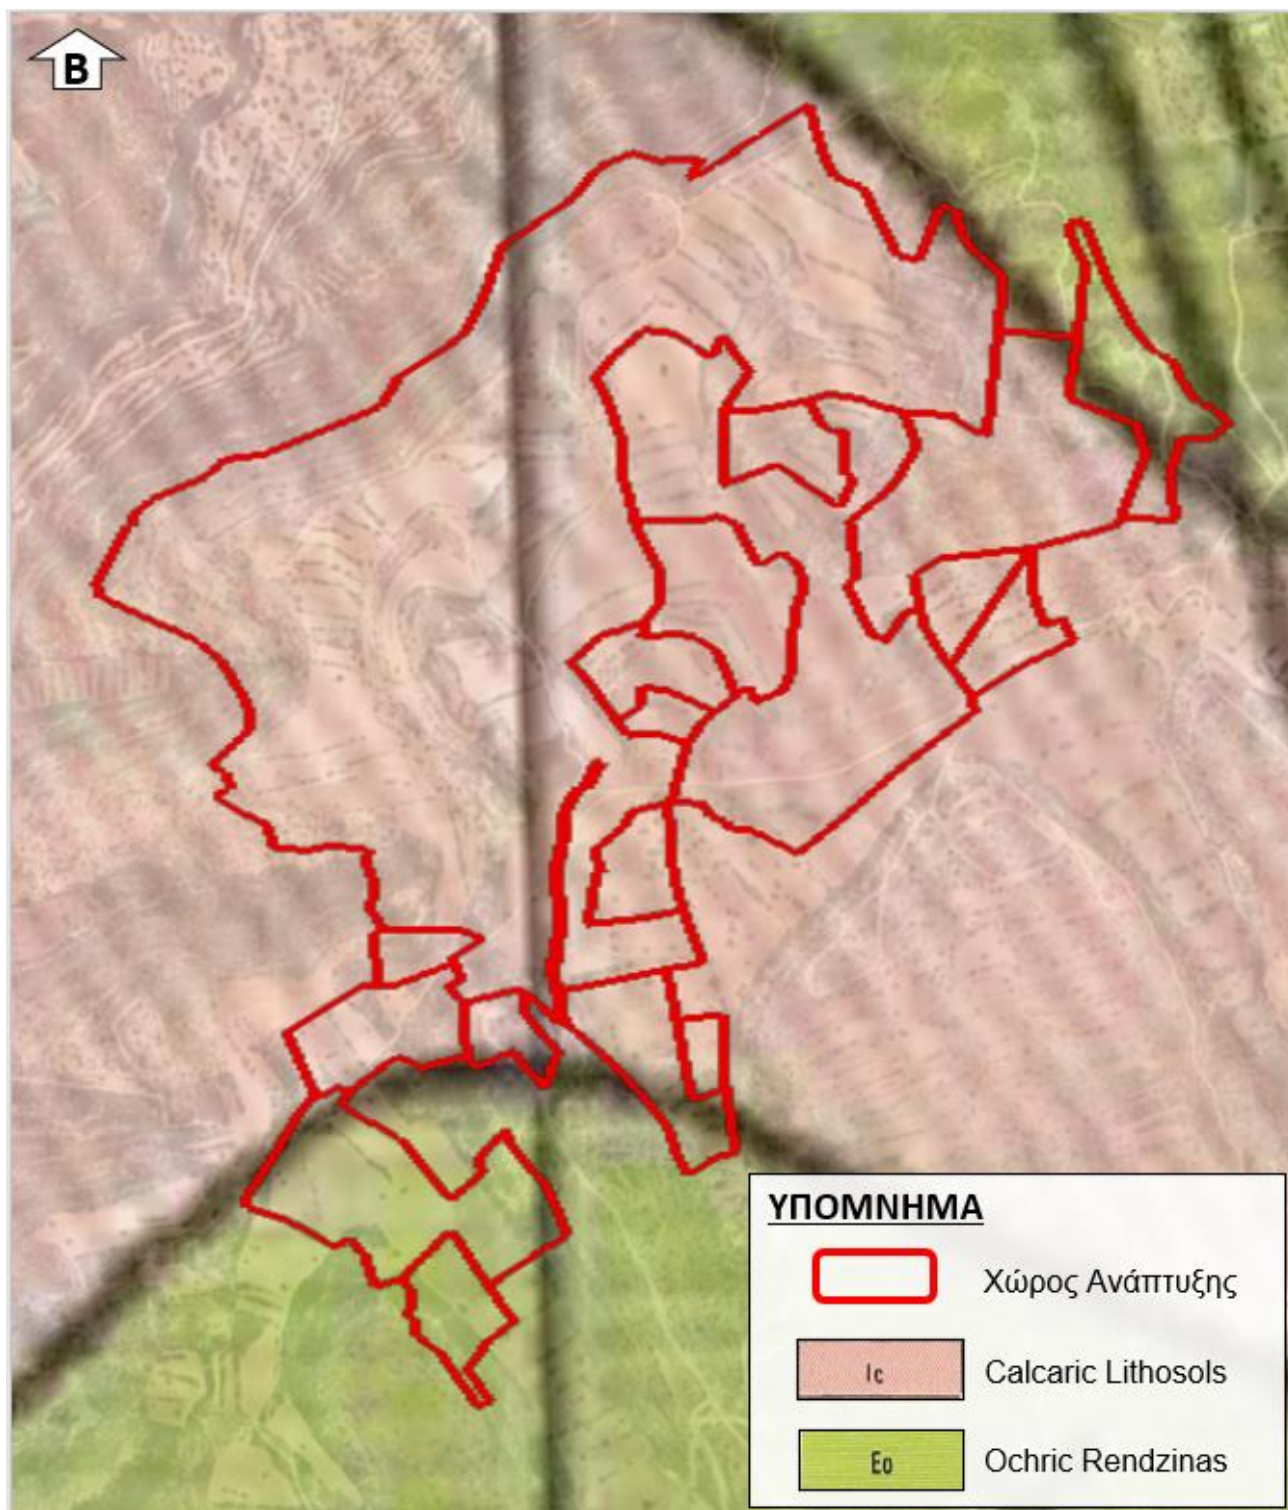 Β
ΥΠΟΜΝΗΜΑ
Χώρος Ανάπτυξης
Ic
Calcaric Lithosols
Eo
Ochric Rendzinas